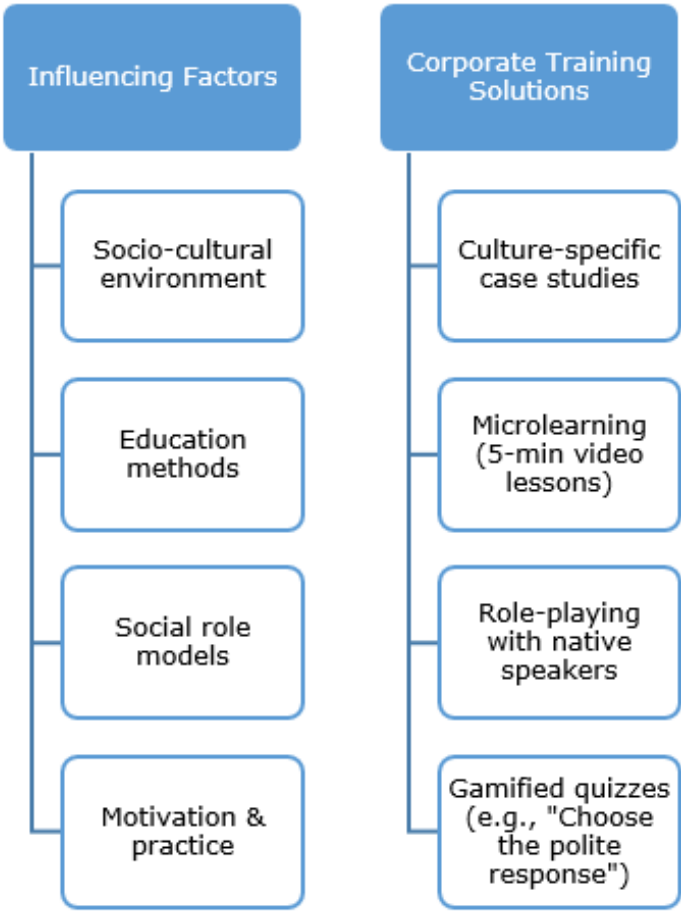 Influencing Factors
Socio-cultural
environment
Education
methods
Social role
models
Motivation &
practice
Corporate Training
Solutions
Culture-specific
case studies
Microlearning
(5-min video
lessons)
Role-playing
with native
speakers
Gamified quizzes
(e.g., "Choose
the polite
response")